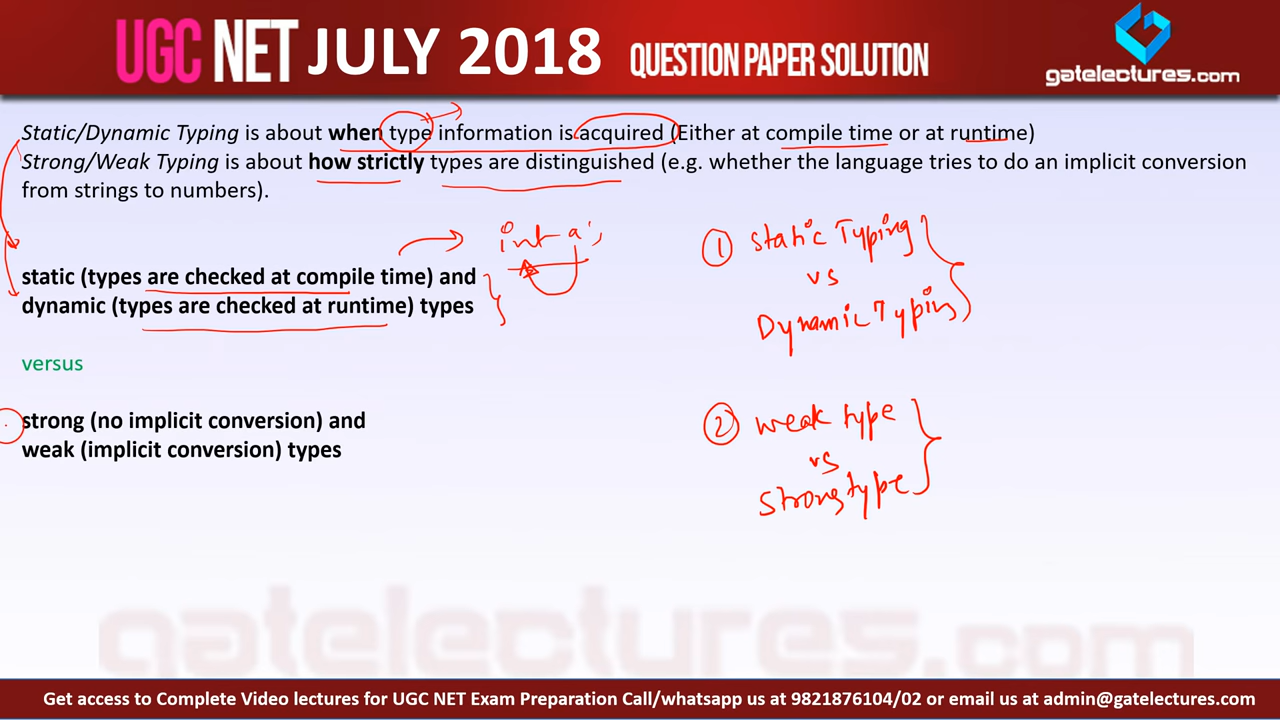 UGC NET JULY 2018 QUESTION PAPER SOLUTION
gatelectures.com
Static/Dynamic Typing is about when type information is acquired (Either at compile time or at runtime)
Strong/Weak Typing is about how strictly types are distinguished (e.g. whether the language tries to do an implicit conversion
from strings to numbers).
int a;
static (types are checked at compile time) and
dynamic (types are checked at runtime) types
versus
strong (no implicit conversion) and
weak (implicit conversion) types
1 Static Typing
vs
Dynamic Typing
2 weak type
vs
Strong type
gatelectures.com
Get access to Complete Video lectures for UGC NET Exam Preparation Call/whatsapp us at 9821876104/02 or email us at admin@gatelectures.com